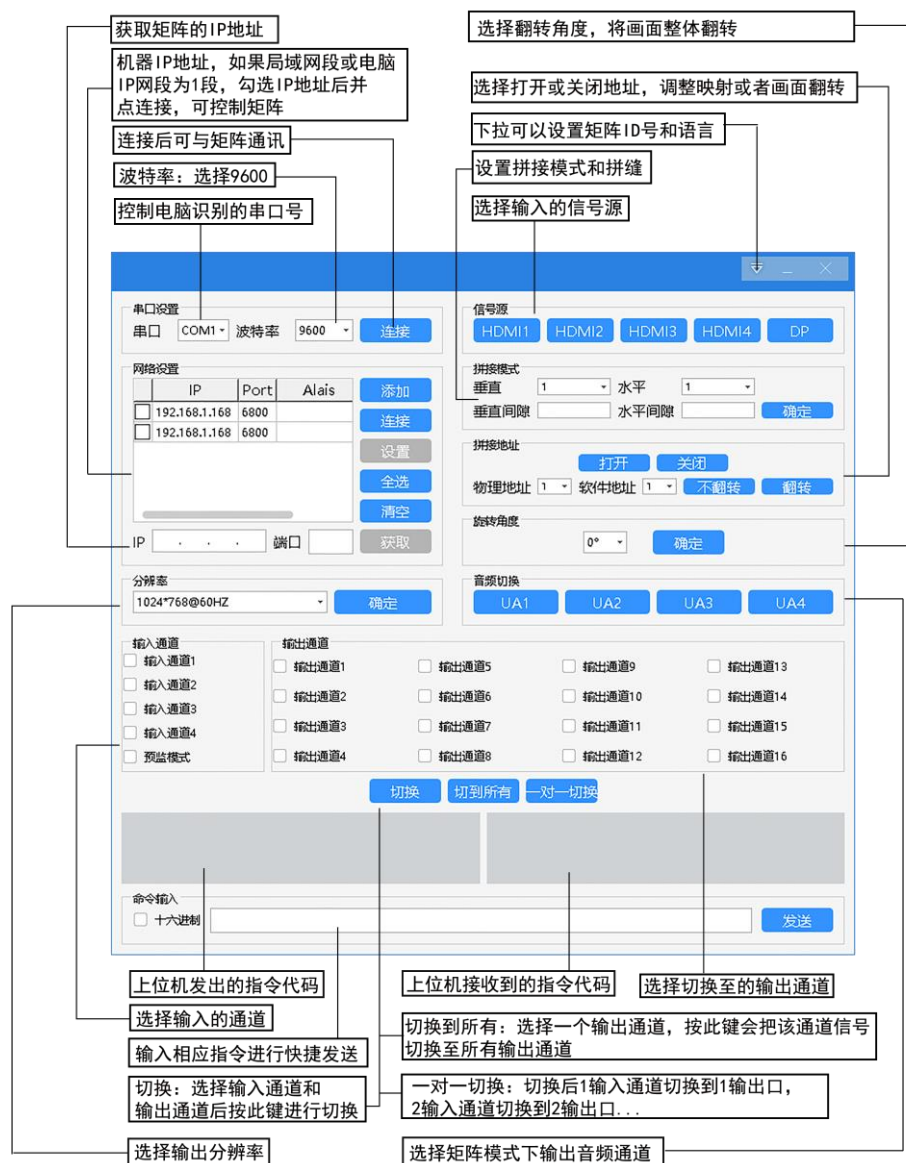 获取矩阵的IP地址
机器IP地址，如果局域网段或电脑
IP网段为1段，勾选IP地址后并
点连接，可控制矩阵
连接后可与矩阵通讯
波特率：选择9600
控制电脑识别的串口号
选择翻转角度，将画面整体翻转
选择打开或关闭地址，调整映射或者画面翻转
下拉可以设置矩阵ID号和语言
设置拼接模式和拼缝
选择输入的信号源
串口设置
串口 COM1 波特率 9600 连接
网络设置
IP Port Alais 添加
192.168.1.168 6800
192.168.1.168 6800
连接
设置
全选
清空
IP . . . 端口 获取
信号源
HDMI1 HDMI2 HDMI3 HDMI4 DP
拼接模式
垂直 1 水平 1
垂直间隙 水平间隙 确定
拼接地址
打开 关闭
物理地址 1 软件地址 1 不翻转 翻转
旋转角度
0° 确定
分辨率
1024*768@60HZ 确定
音频切换
UA1 UA2 UA3 UA4
输入通道
输入通道1
输入通道2
输入通道3
输入通道4
预监模式
输出通道
输出通道1 输出通道5 输出通道9 输出通道13
输出通道2 输出通道6 输出通道10 输出通道14
输出通道3 输出通道7 输出通道11 输出通道15
输出通道4 输出通道8 输出通道12 输出通道16
切换 切到所有 一对一切换
命令输入
十六进制 发送
上位机发出的指令代码
上位机接收到的指令代码
选择切换至的输出通道
选择输入的通道
输入相应指令进行快捷发送
切换到所有：选择一个输出通道，按此键会把该通道信号
切换至所有输出通道
切换：选择输入通道和
输出通道后按此键进行切换
一对一切换：切换后1输入通道切换到1输出口，
2输入通道切换到2输出口...
选择输出分辨率
选择矩阵模式下输出音频通道